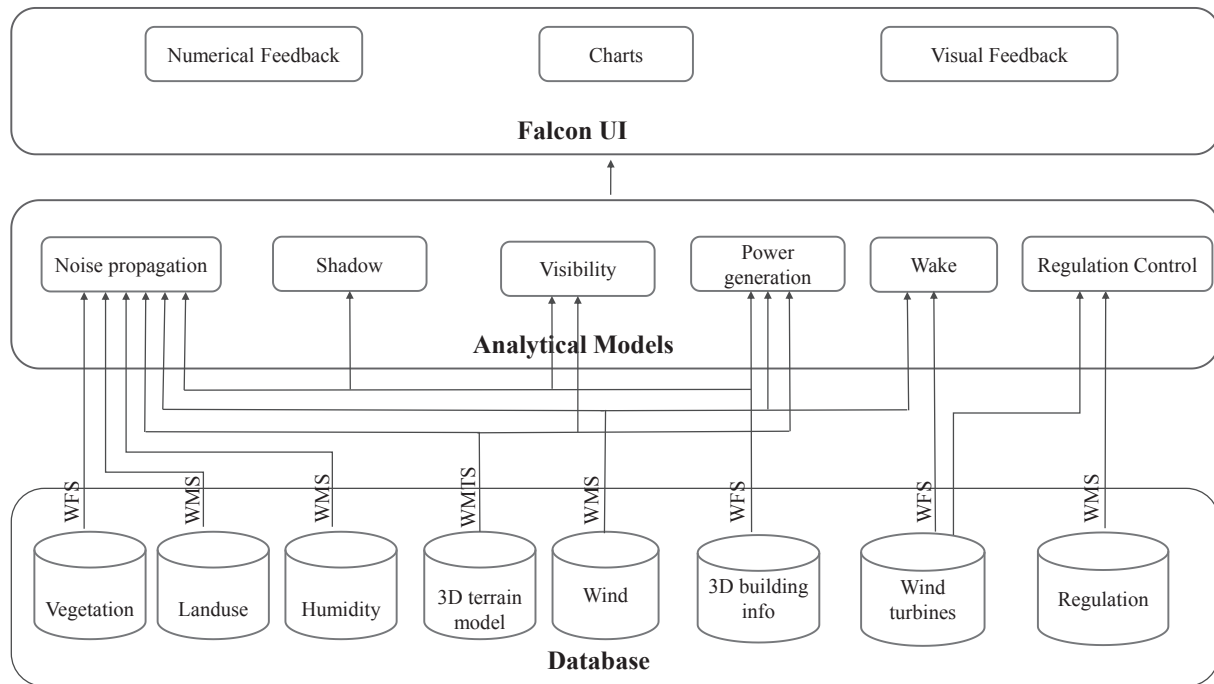 Numerical Feedback
Charts
Visual Feedback
Falcon UI
Noise propagation
Shadow
Visibility
Power
generation
Wake
Regulation Control
Analytical Models
WFS
WMS
WMS
WMTS
WMS
WFS
WFS
WMS
Vegetation
Landuse
Humidity
3D terrain
model
Wind
3D building
info
Wind
turbines
Regulation
Database